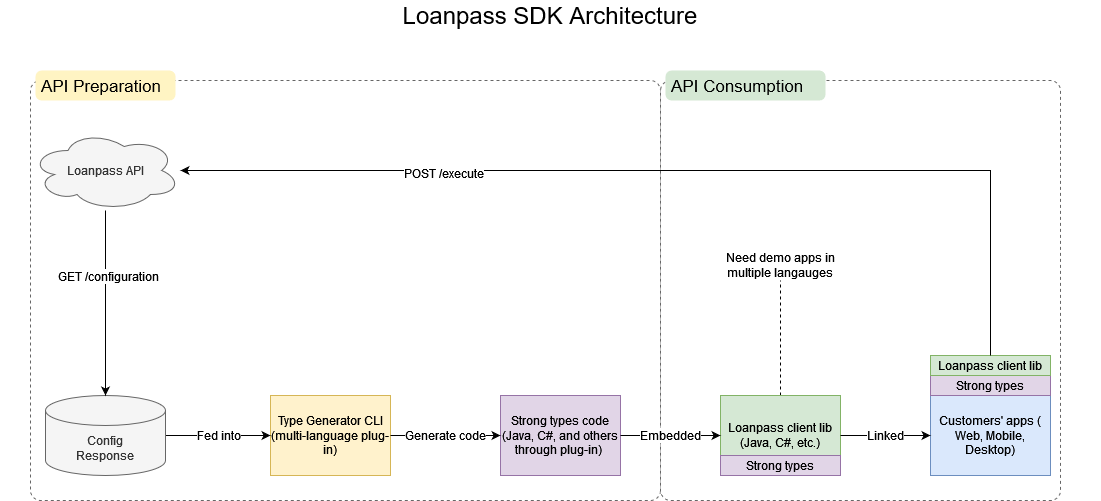 Loanpass SDK Architecture
API Preparation
API Consumption
Loanpass API
POST /execute
GET /configuration
Need demo apps in
multiple langauges
Loanpass client lib
Strong types
Config
Response
Fed into
Type Generator CLI
(multi-language plug-
in)
Generate code
Strong types code
(Java, C#, and others
through plug-in)
Embedded
Loanpass client lib
(Java, C#, etc.)
Strong types
Linked
Customers' apps (
Web, Mobile,
Desktop)